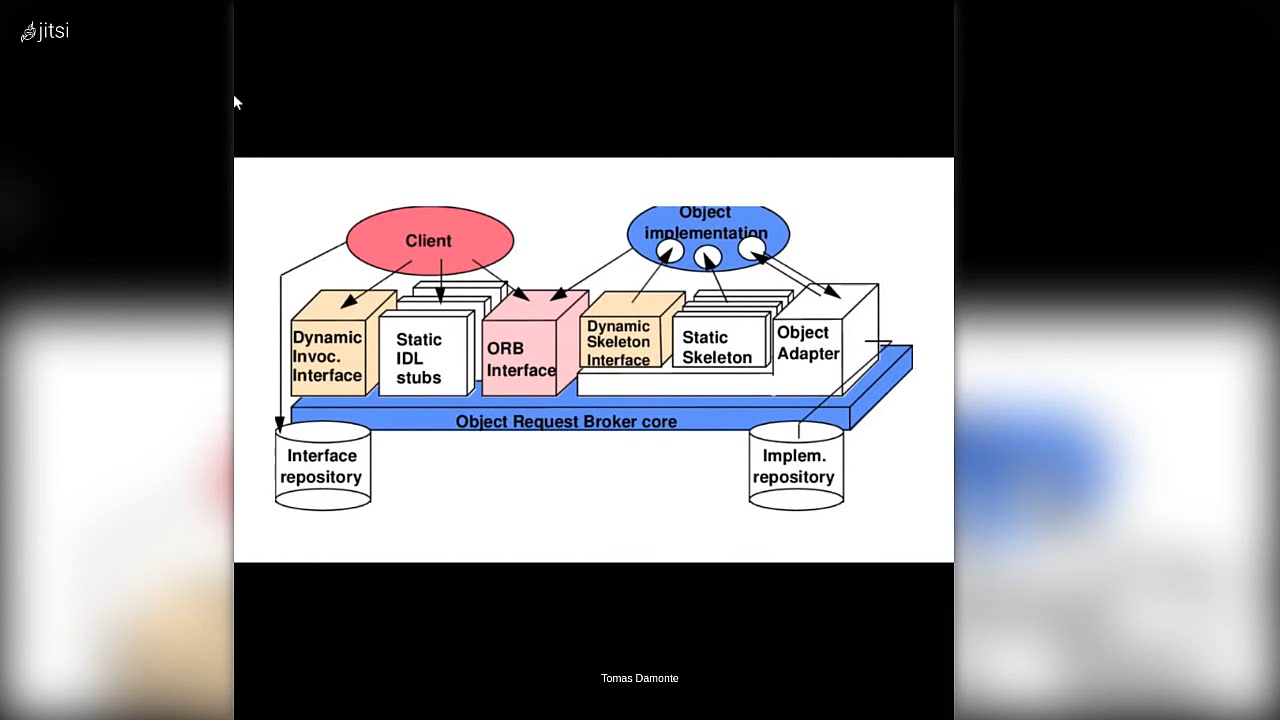 jitsi
Object
implementation
Client
Dynamic
Invoc.
Interface
Static
IDL
stubs
ORB
Interface
Dynamic
Skeleton
Interface
Static
Skeleton
Object
Adapter
Object Request Broker core
Interface
repository
Implem.
repository
Tomas Damonte